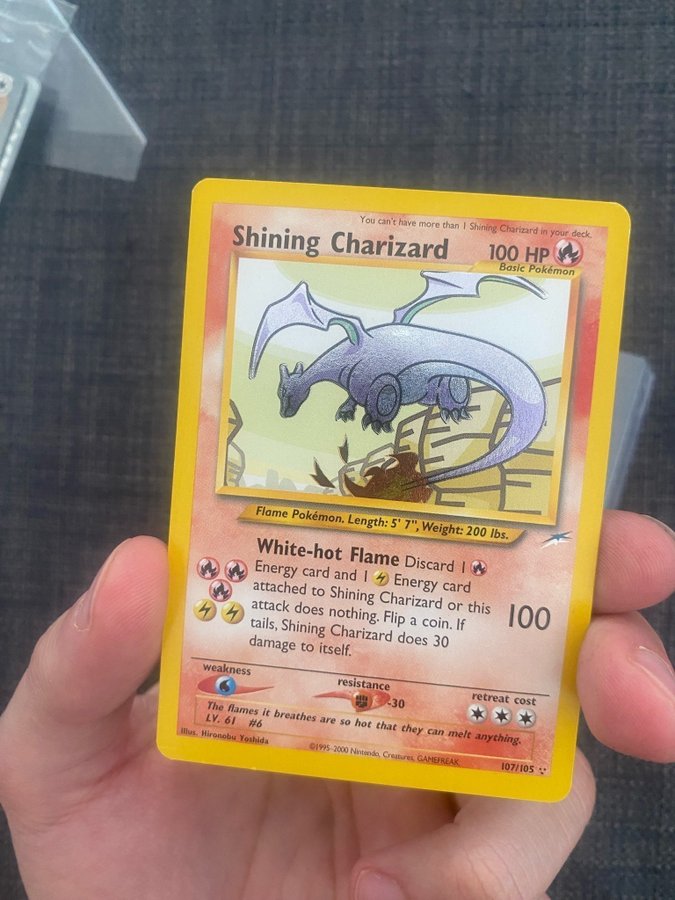 You can't have more than 1 Shining Charizard in your deck.
Shining Charizard 100 HP
Basic Pokémon
Flame Pokémon. Length: 5' 7", Weight: 200 lbs.
White-hot Flame Discard 1
Energy card and 1 Energy card
attached to Shining Charizard or this
attack does nothing. Flip a coin. If
tails, Shining Charizard does 30
damage to itself.
100
weakness
resistance
-30
retreat cost
The flames it breathes are so hot that they can melt anything.
LV. 61 #6
Illus. Hironobu Yoshida
©1995-2000 Nintendo, Creatures, GAMEFREAK
107/105